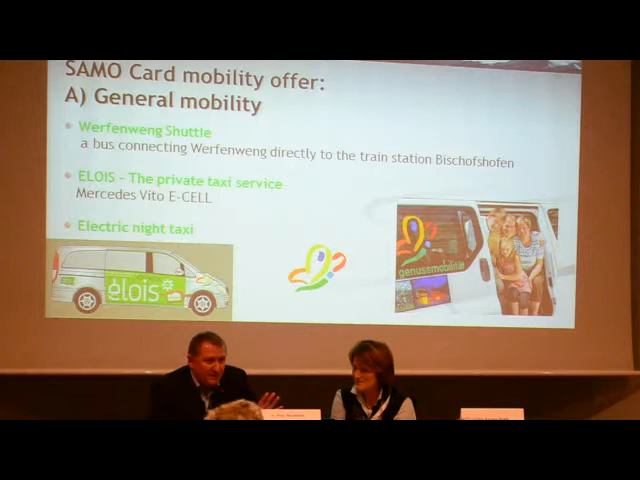 SAMO Card mobility offer:
A) General mobility
Werfenweng Shuttle
a bus connecting Werfenweng directly to the train station Bischofshofen
ELOIS – The private taxi service
Mercedes Vito E-CELL
Electric night taxi
élois
genussmobilität